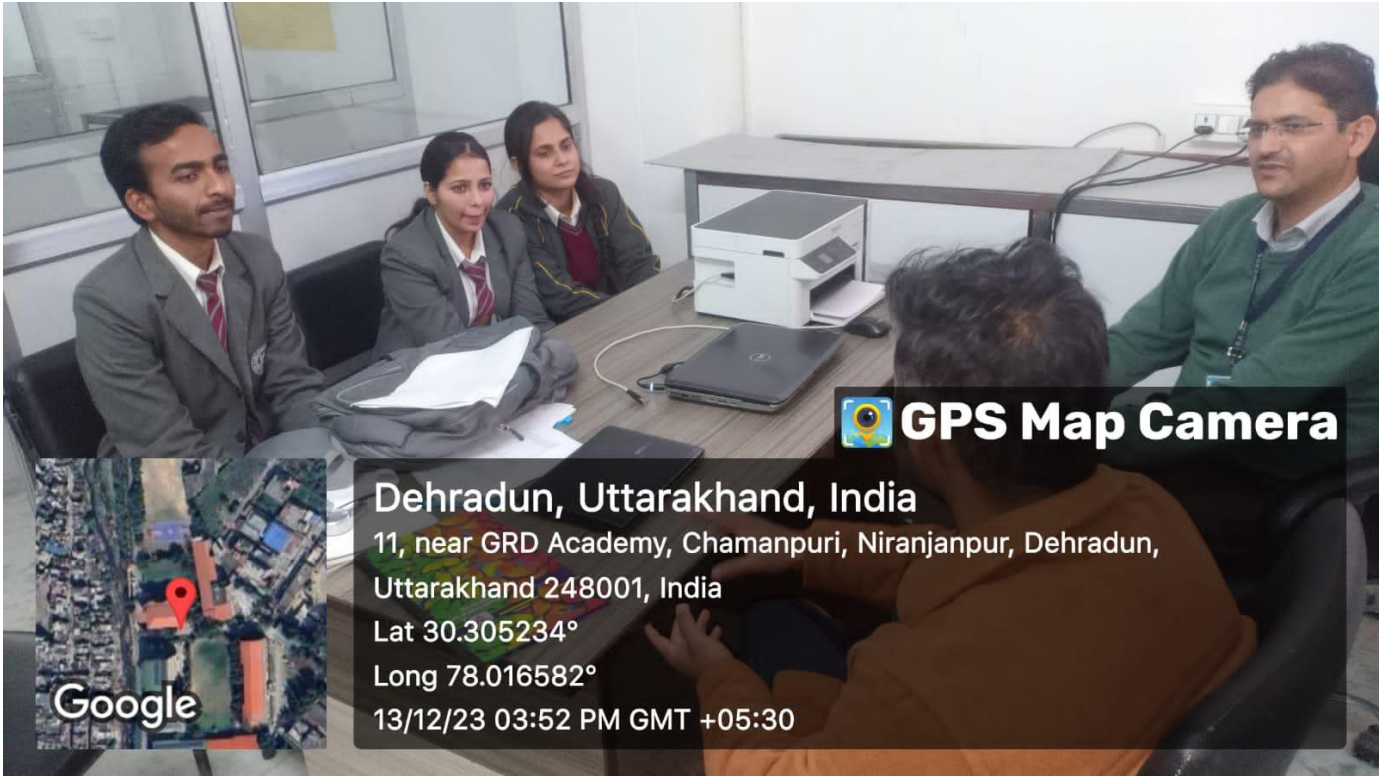 GPS Map Camera
Dehradun, Uttarakhand, India
11, near GRD Academy, Chamanpuri, Niranjanpur, Dehradun,
Uttarakhand 248001, India
Lat 30.305234°
Long 78.016582°
13/12/23 03:52 PM GMT +05:30
Google